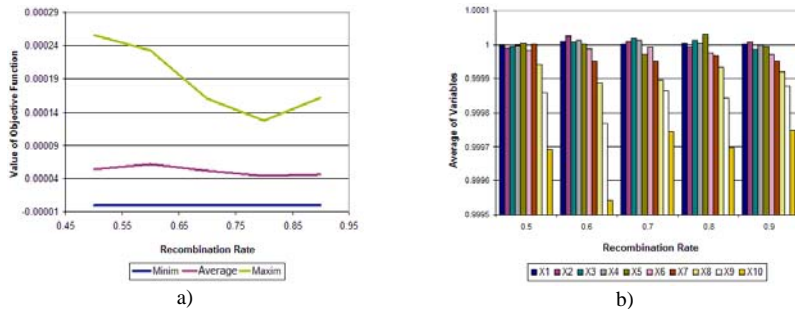 0.00029
0.00024
0.00019
0.00014
0.00009
0.00004
-0.00001
Value of Objective Function
0.45 0.55 0.65 0.75 0.85 0.95
Recombination Rate
Minim Average Maxim
a)
1.0001
1
0.9999
0.9998
0.9997
0.9996
0.9995
Average of Variables
0.5 0.6 0.7 0.8 0.9
Recombination Rate
X1 X2 X3 X4 X5 X6 X7 X8 X9 X10
b)